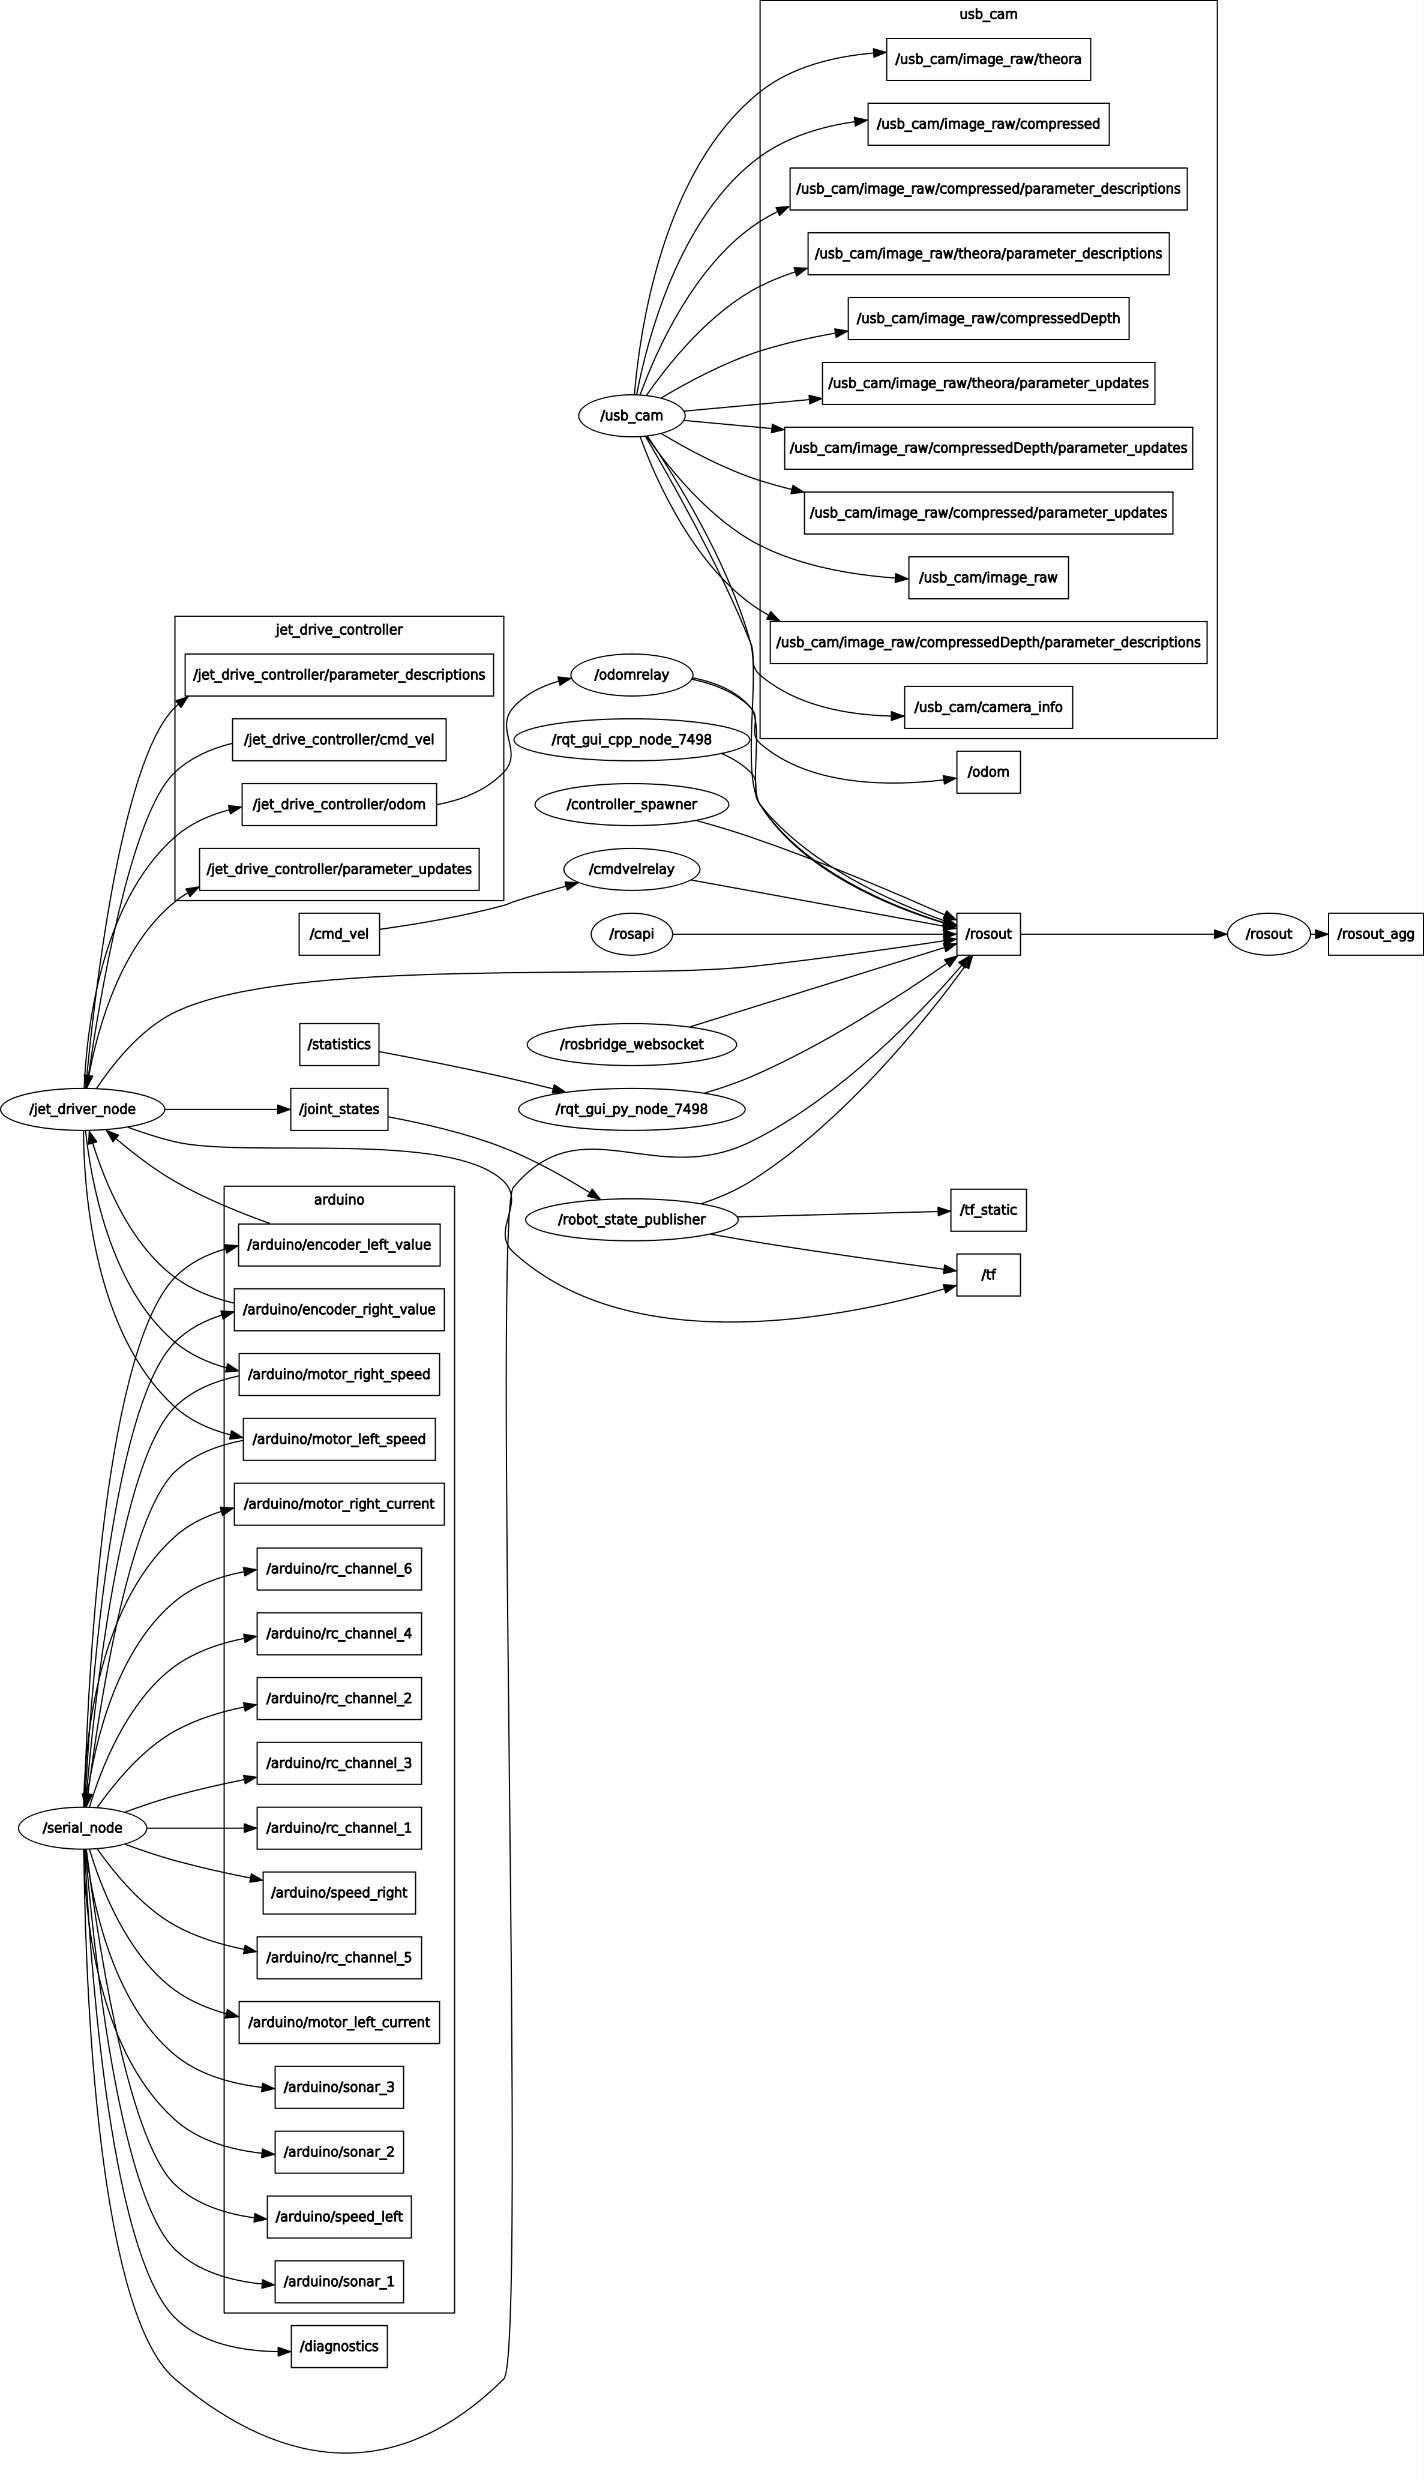 usb_cam
/usb_cam/image_raw/theora
/usb_cam/image_raw/compressed
/usb_cam/image_raw/compressed/parameter_descriptions
/usb_cam/image_raw/theora/parameter_descriptions
/usb_cam/image_raw/compressedDepth
/usb_cam/image_raw/theora/parameter_updates
/usb_cam
/usb_cam/image_raw/compressedDepth/parameter_updates
/usb_cam/image_raw/compressed/parameter_updates
/usb_cam/image_raw
/usb_cam/image_raw/compressedDepth/parameter_descriptions
/usb_cam/camera_info
jet_drive_controller
/jet_drive_controller/parameter_descriptions
/jet_drive_controller/cmd_vel
/jet_drive_controller/odom
/jet_drive_controller/parameter_updates
/odomrelay
/rqt_gui_cpp_node_7498
/controller_spawner
/cmdvelrelay
/odom
/cmd_vel
/rosapi
/rosout
/rosout
/rosout_agg
/statistics
/rosbridge_websocket
/jet_driver_node
/joint_states
/rqt_gui_py_node_7498
/robot_state_publisher
/tf_static
/tf
arduino
/arduino/encoder_left_value
/arduino/encoder_right_value
/arduino/motor_right_speed
/arduino/motor_left_speed
/arduino/motor_right_current
/arduino/rc_channel_6
/arduino/rc_channel_4
/arduino/rc_channel_2
/arduino/rc_channel_3
/serial_node
/arduino/rc_channel_1
/arduino/speed_right
/arduino/rc_channel_5
/arduino/motor_left_current
/arduino/sonar_3
/arduino/sonar_2
/arduino/speed_left
/arduino/sonar_1
/diagnostics